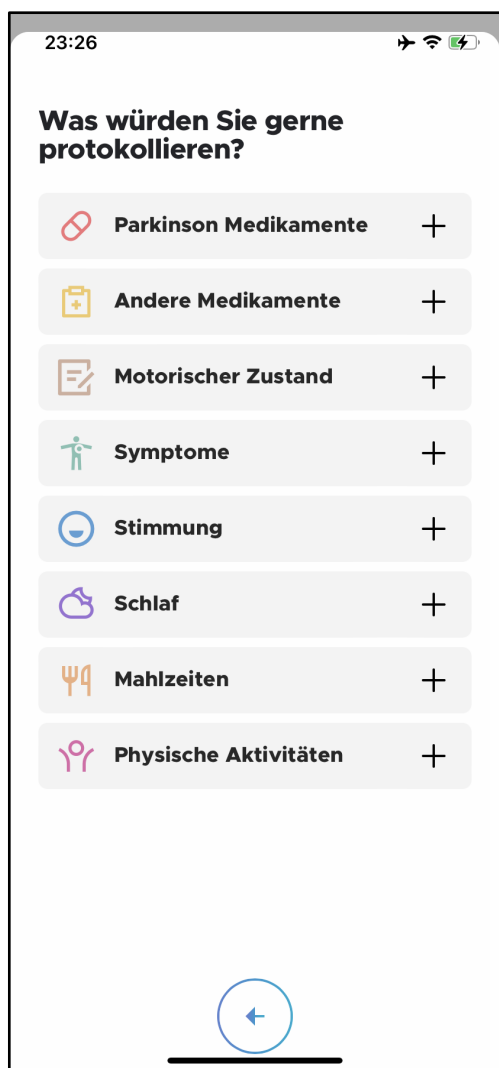 23:26
Was würden Sie gerne
protokollieren?
Parkinson Medikamente
Andere Medikamente
Motorischer Zustand
Symptome
Stimmung
Schlaf
Mahlzeiten
Physische Aktivitäten